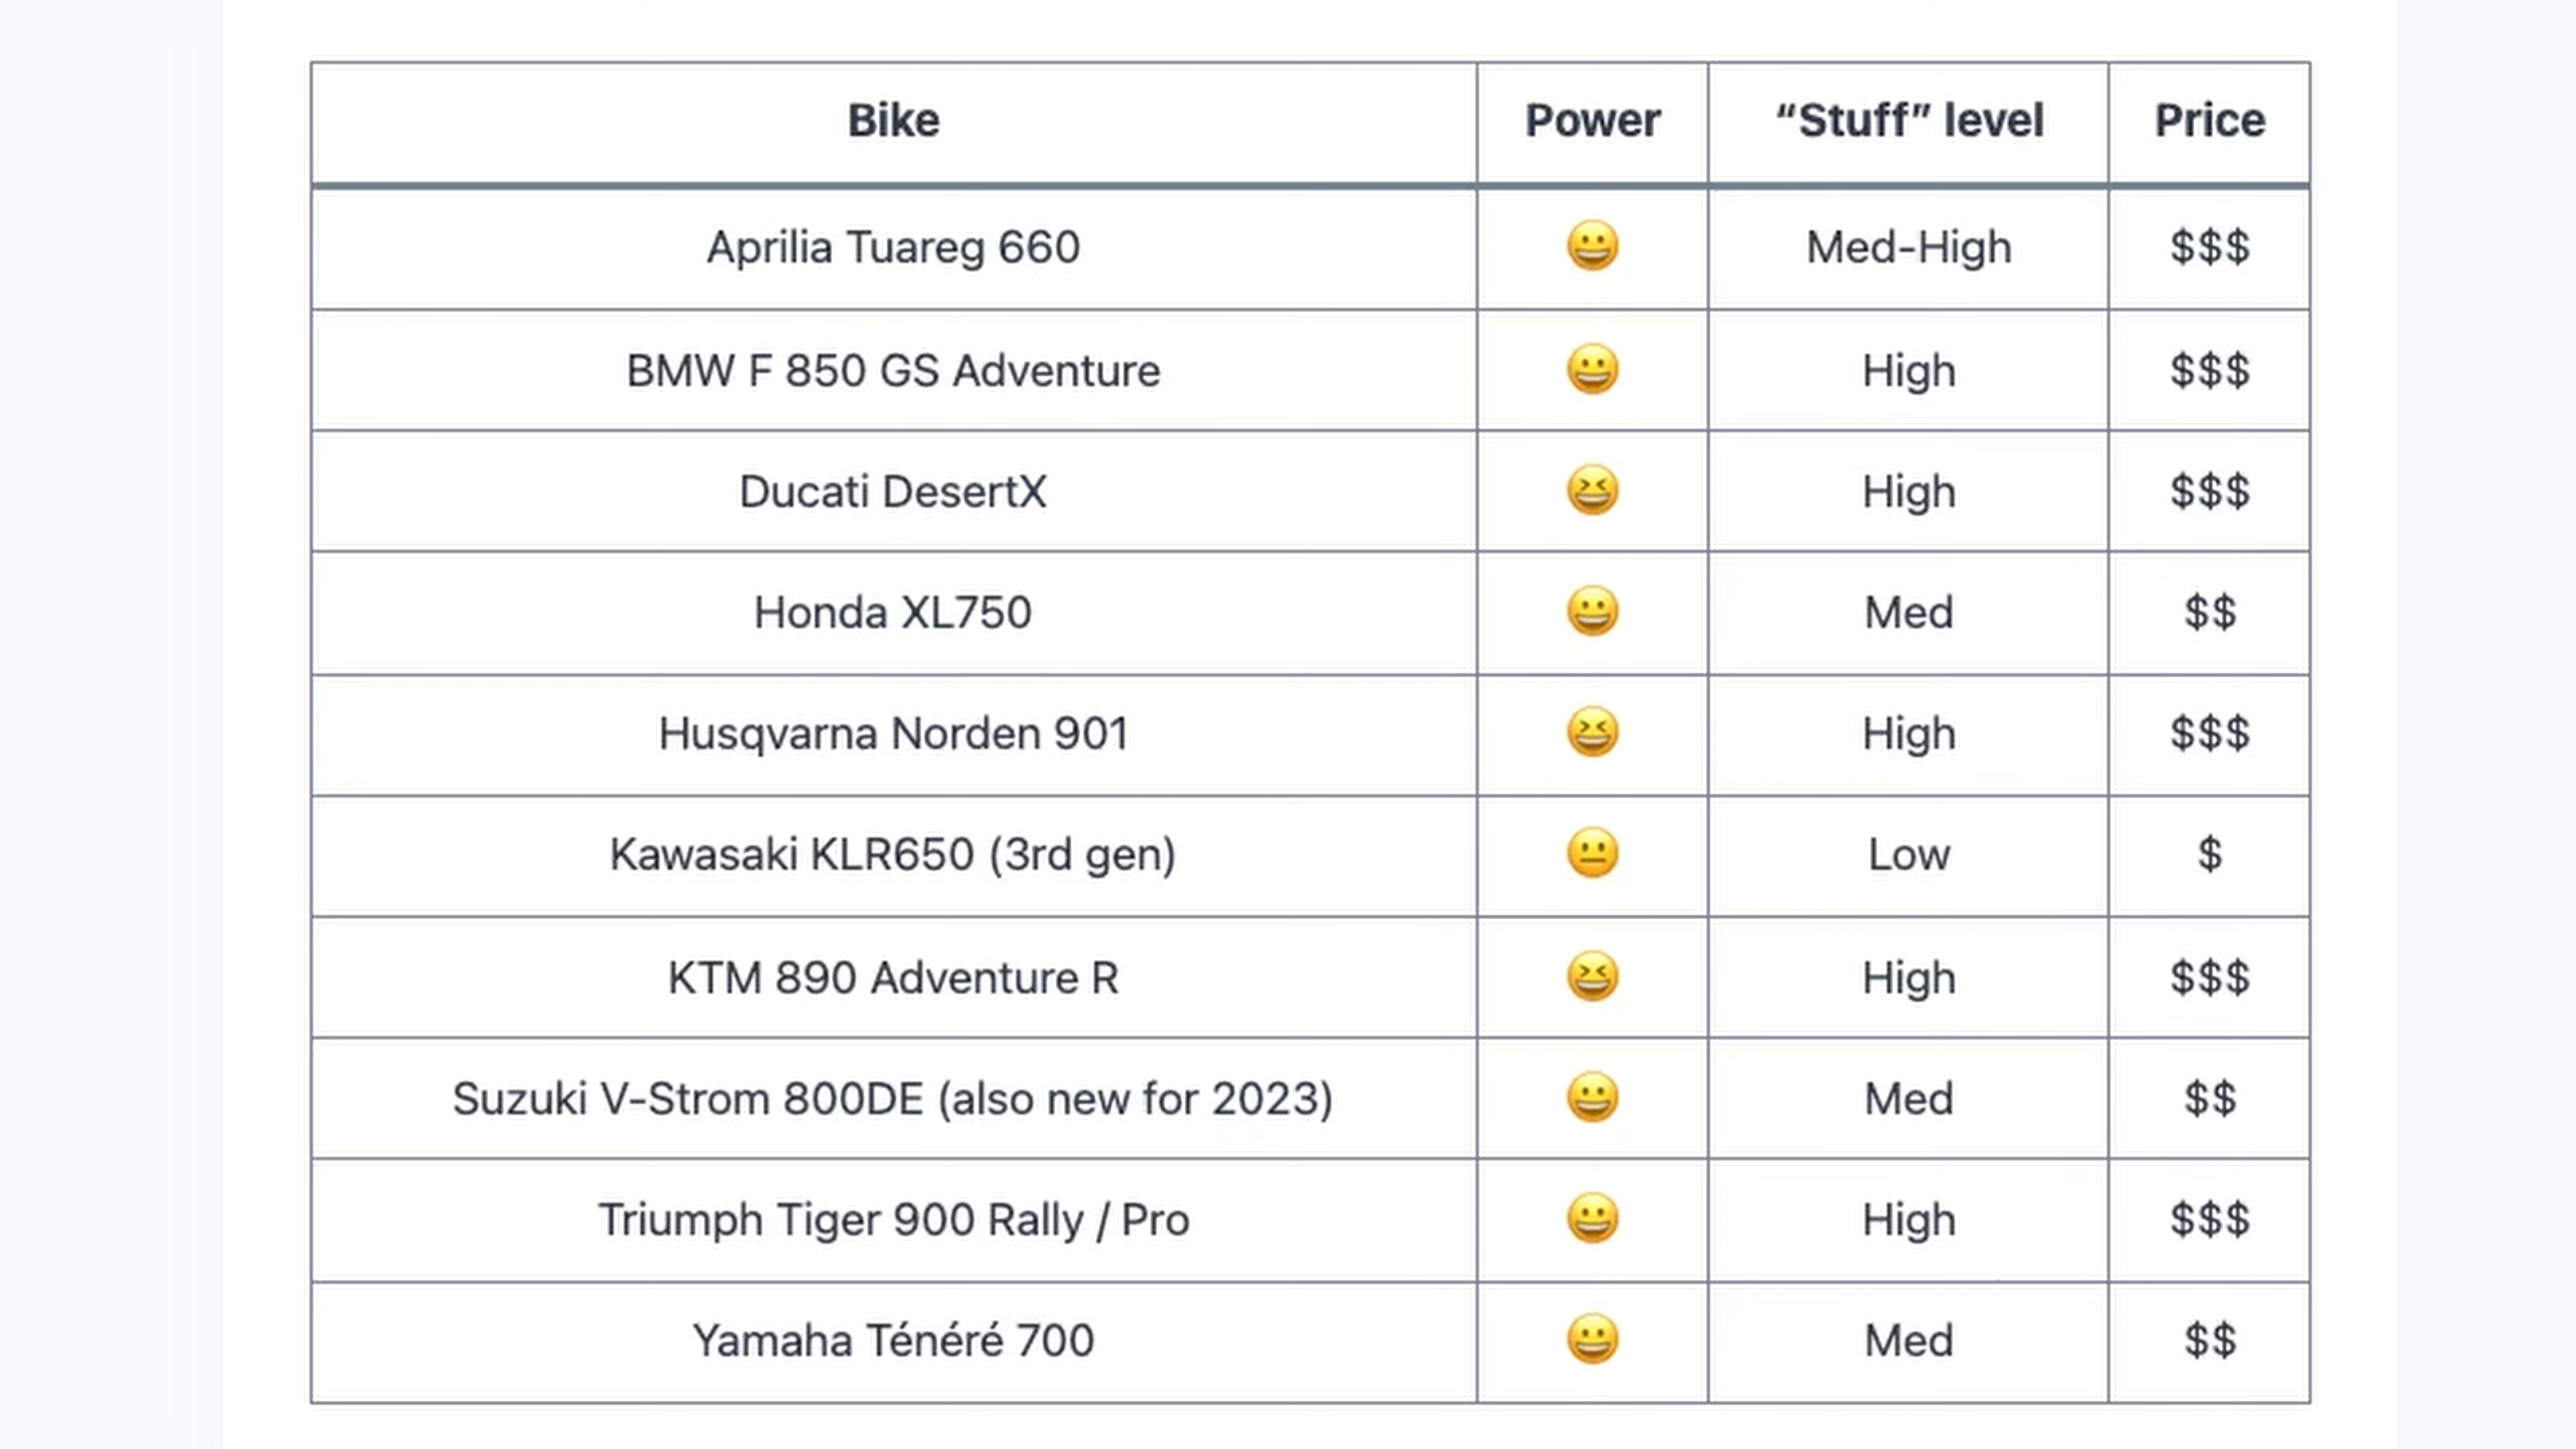 Bike Power “Stuff” level Price
Aprilia Tuareg 660 😀 Med-High $$$
BMW F 850 GS Adventure 😀 High $$$
Ducati DesertX 😆 High $$$
Honda XL750 😀 Med $$
Husqvarna Norden 901 😆 High $$$
Kawasaki KLR650 (3rd gen) 😐 Low $
KTM 890 Adventure R 😆 High $$$
Suzuki V-Strom 800DE (also new for 2023) 😀 Med $$
Triumph Tiger 900 Rally / Pro 😀 High $$$
Yamaha Ténéré 700 😀 Med $$